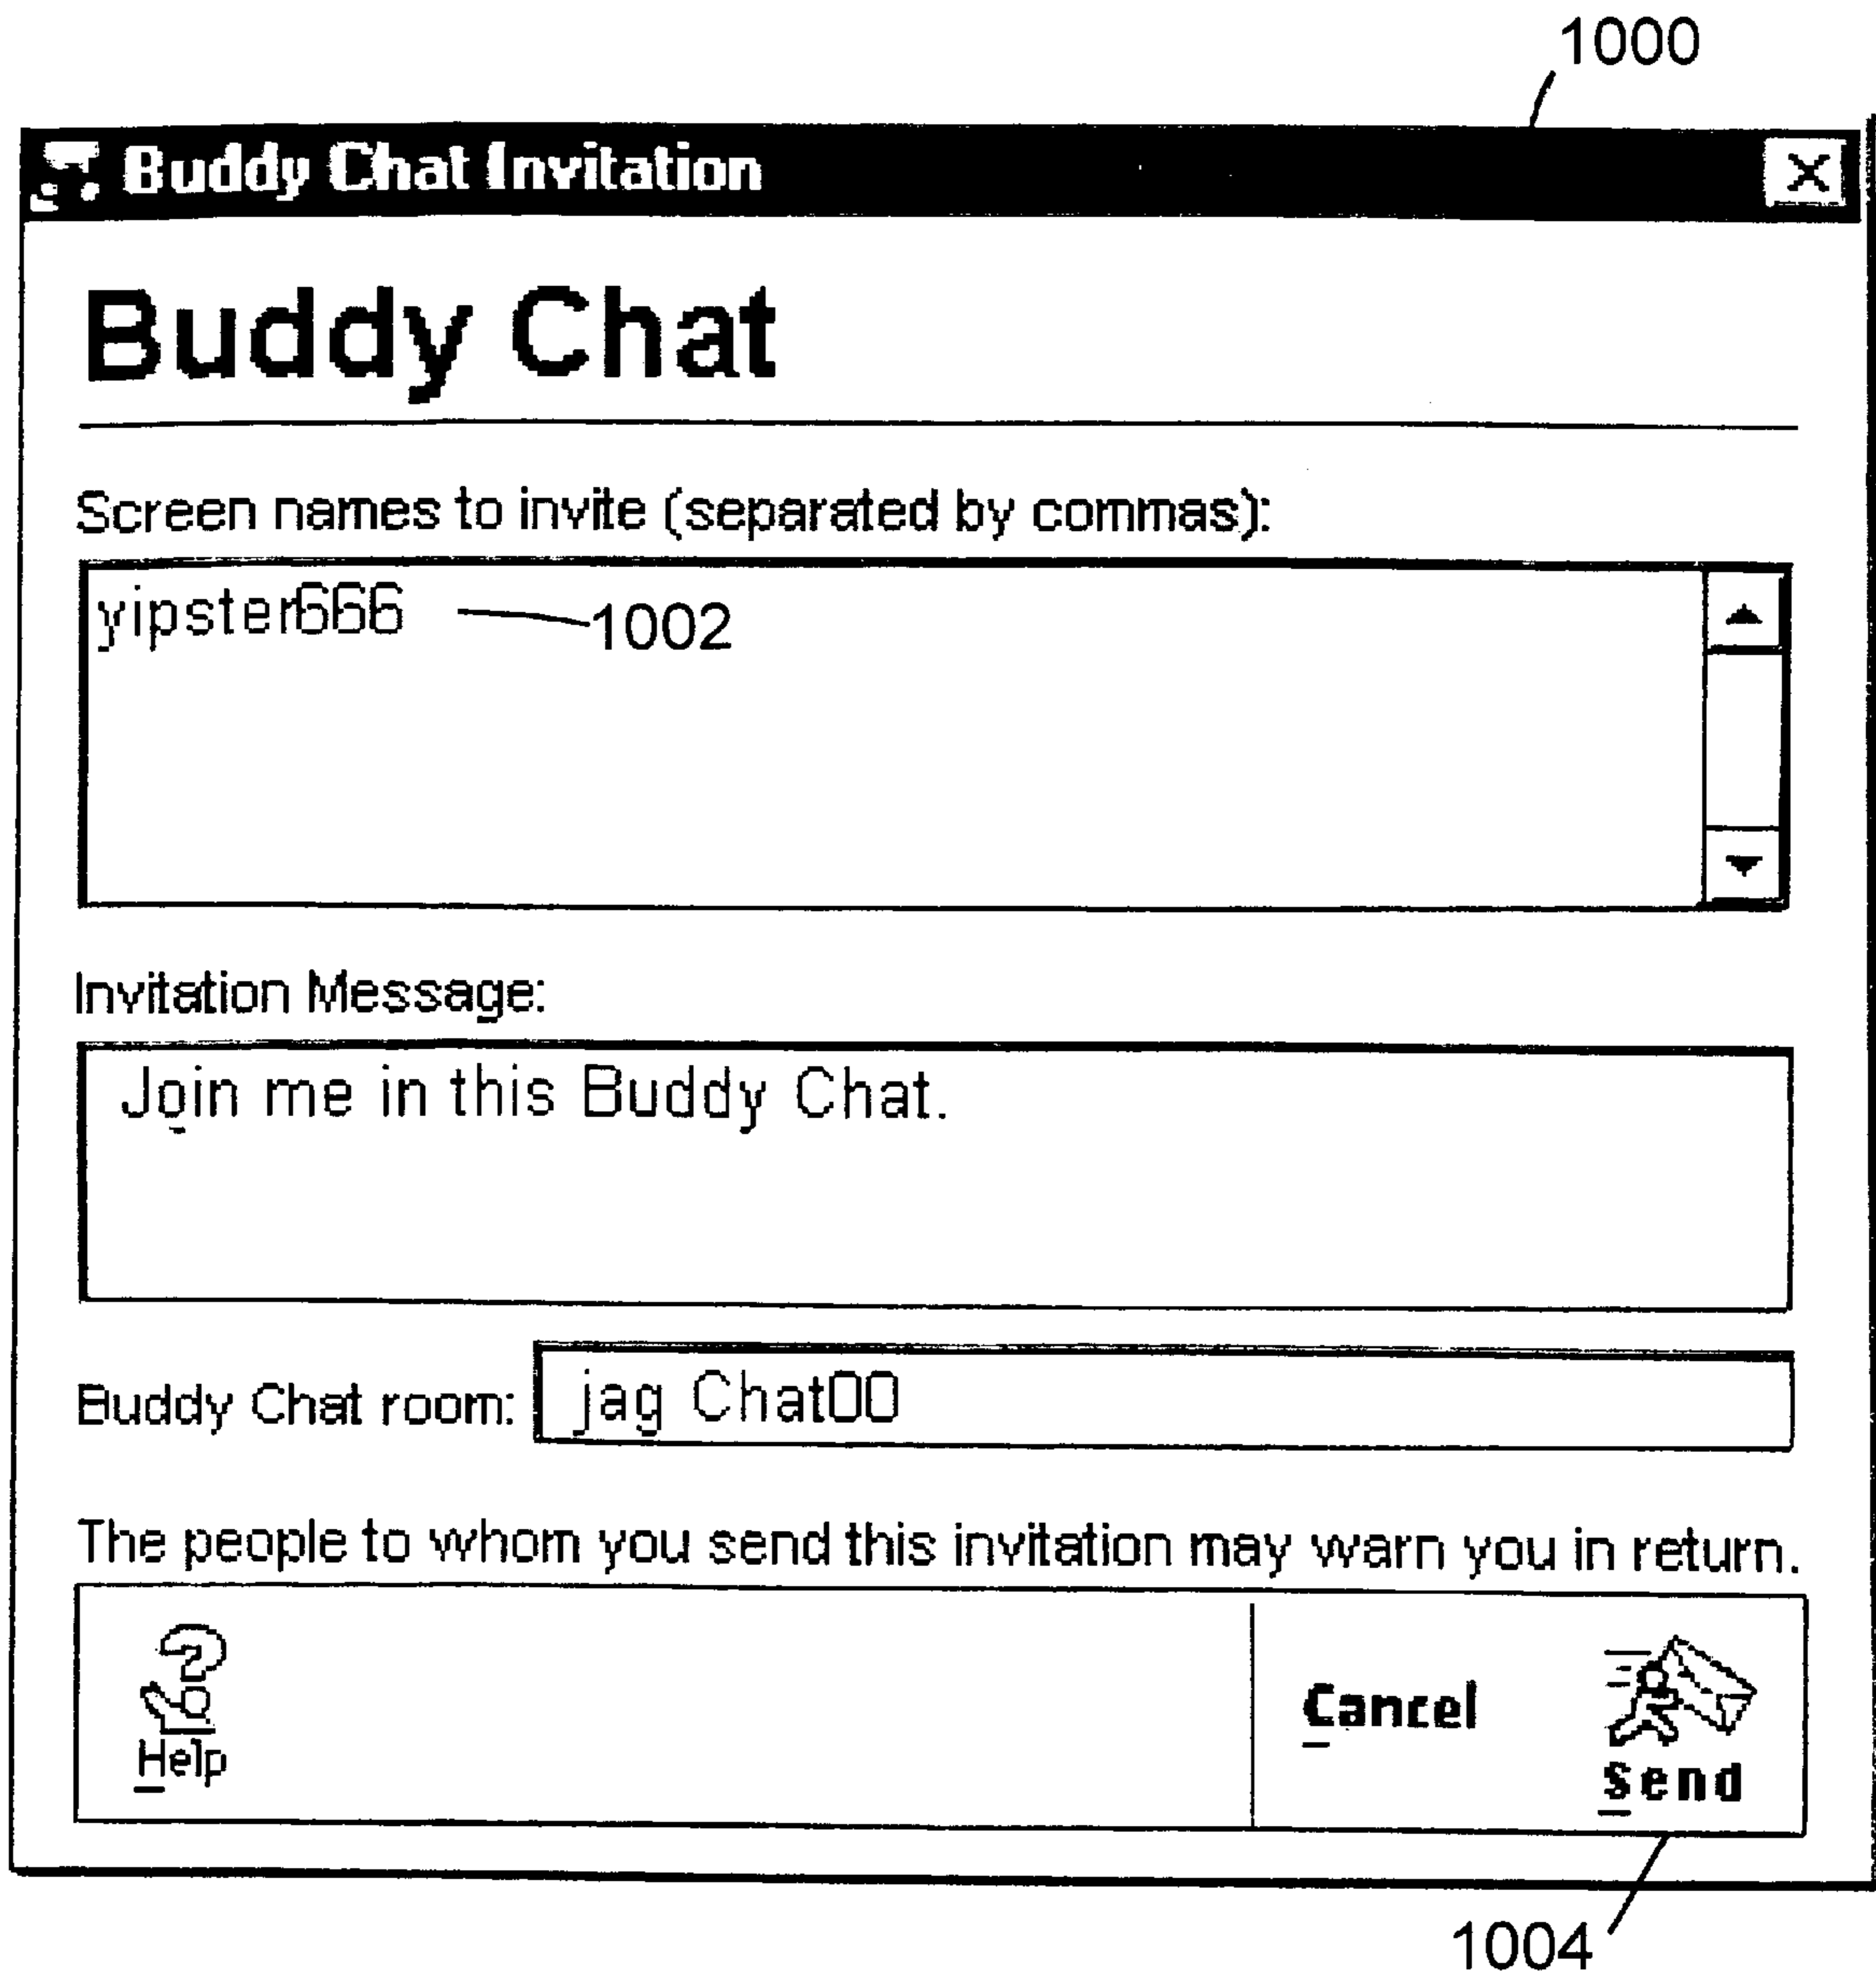 1000
Buddy Chat Invitation
Buddy Chat
Screen names to invite (separated by commas):
yipster666 1002
Invitation Message:
Join me in this Buddy Chat.
Buddy Chat room: jag Chat00
The people to whom you send this invitation may warn you in return.
Help Cancel Send
1004